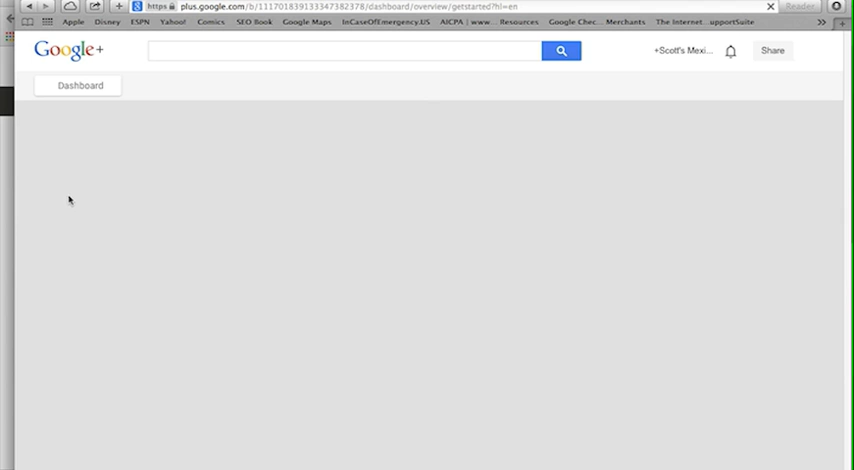 https plus.google.com/b/111701839133347382378/dashboard/overview/getstarted?hl=en Reader
Apple Disney ESPN Yahoo! Comics SEO Book Google Maps InCaseOfEmergency.US AICPA | www... Resources Google Chec... Merchants The Internet ...upportSuite
Google+ +Scott's Mexi... Share
Dashboard